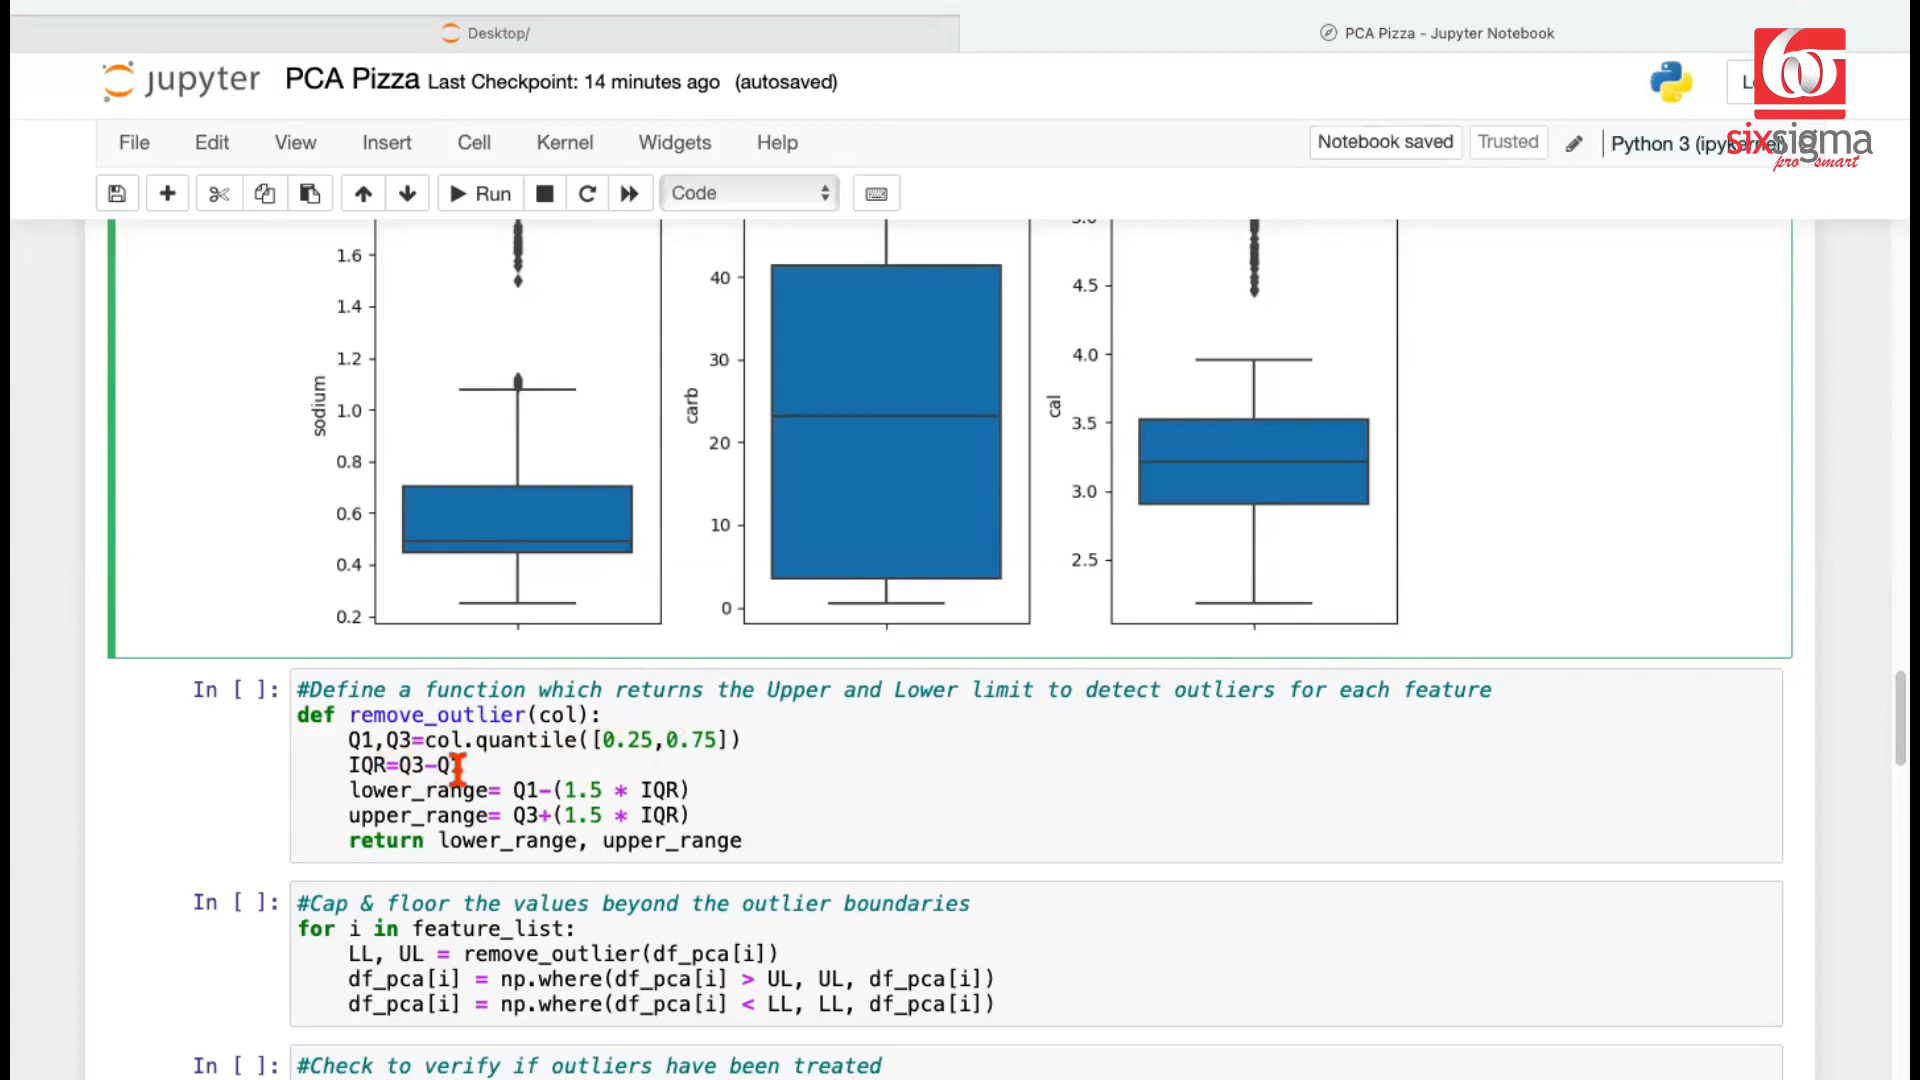 Desktop/
PCA Pizza - Jupyter Notebook
jupyter PCA Pizza Last Checkpoint: 14 minutes ago (autosaved)
File Edit View Insert Cell Kernel Widgets Help
Notebook saved Trusted Python 3
sixsigma
pro smart
Run Code
sodium
1.6
1.4
1.2
1.0
0.8
0.6
0.4
0.2
carb
40
30
20
10
0
cal
4.5
4.0
3.5
3.0
2.5
In [ ]: #Define a function which returns the Upper and Lower limit to detect outliers for each feature
def remove_outlier(col):
Q1,Q3=col.quantile([0.25,0.75])
IQR=Q3-Q1
lower_range= Q1-(1.5 * IQR)
upper_range= Q3+(1.5 * IQR)
return lower_range, upper_range
In [ ]: #Cap & floor the values beyond the outlier boundaries
for i in feature_list:
LL, UL = remove_outlier(df_pca[i])
df_pca[i] = np.where(df_pca[i] > UL, UL, df_pca[i])
df_pca[i] = np.where(df_pca[i] < LL, LL, df_pca[i])
In [ ]: #Check to verify if outliers have been treated